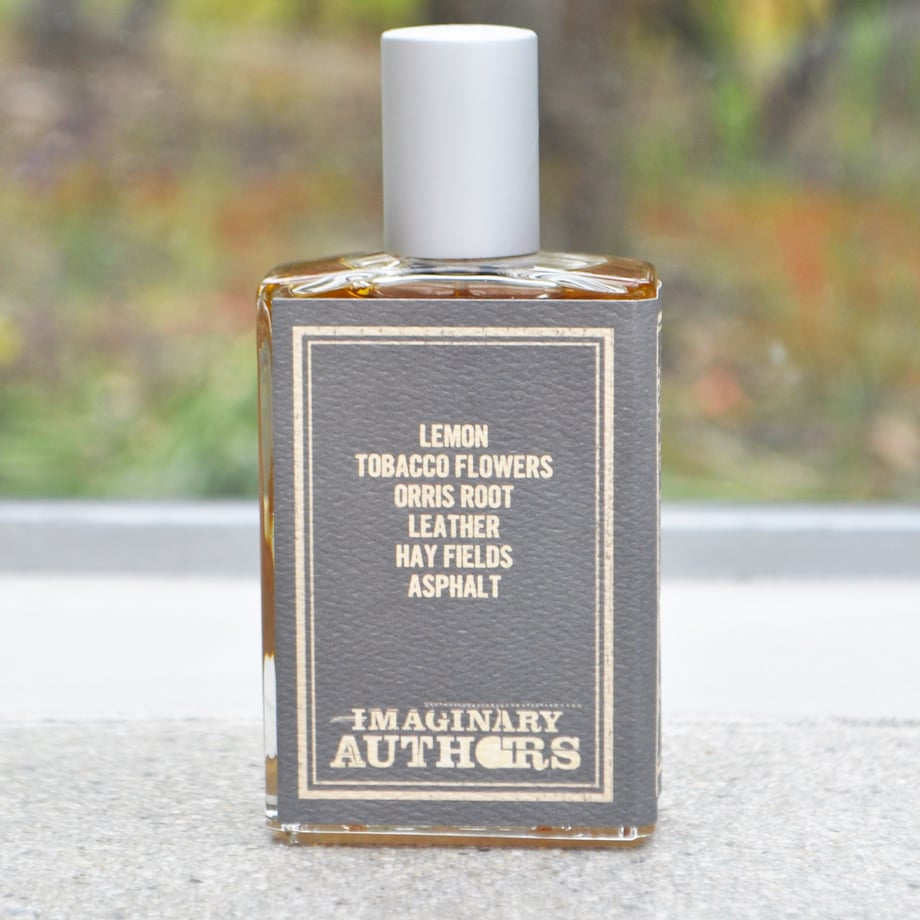 LEMON
TOBACCO FLOWERS
ORRIS ROOT
LEATHER
HAY FIELDS
ASPHALT
IMAGINARY
AUTHORS